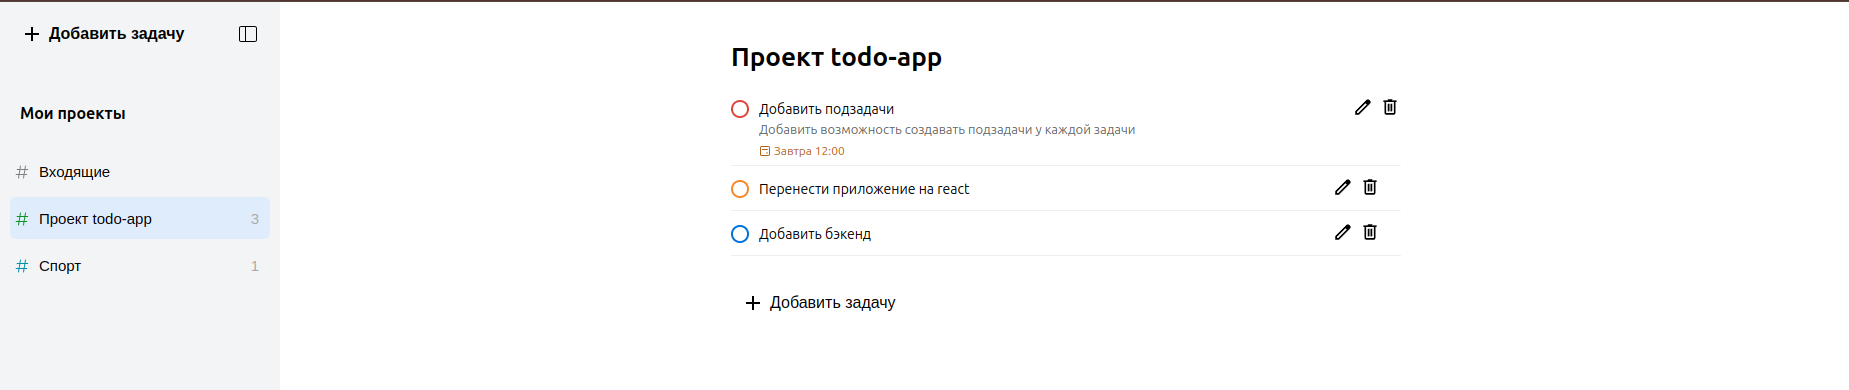 Добавить задачу
Мои проекты
Входящие
Проект todo-app 3
Спорт 1
Проект todo-app
Добавить подзадачи
Добавить возможность создавать подзадачи у каждой задачи
Завтра 12:00
Перенести приложение на react
Добавить бэкенд
Добавить задачу